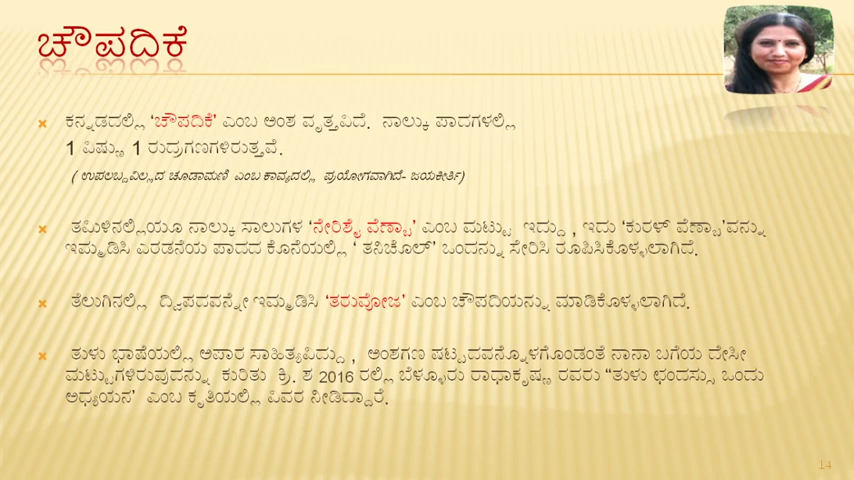 ಚೌಪದಿಕೆ
ಕನ್ನಡದಲ್ಲಿ ‘ಚೌಪದಿಕೆ’ ಎಂಬ ಅಂಶ ವೃತ್ತವಿದೆ. ನಾಲ್ಕು ಪಾದಗಳಲ್ಲಿ
1 ವಿಷ್ಣು 1 ರುದ್ರಗಣಗಳಿರುತ್ತವೆ.
( ಉಪಲಬ್ದವಿಲ್ಲದ ಚೂಡಾಮಣಿ ಎಂಬ ಕಾವ್ಯದಲ್ಲಿ ಪ್ರಯೋಗವಾಗಿದೆ- ಜಯಕೀರ್ತಿ)
ತಮಿಳಿನಲ್ಲಿಯೂ ನಾಲ್ಕು ಸಾಲುಗಳ ‘ನೇರಿಶೈ ವೆಣ್ಬಾ’ ಎಂಬ ಮಟ್ಟು ಇದ್ದು , ಇದು ‘ಕುರಳ್ ವೆಣ್ಬಾ’ವನ್ನು
ಇಮ್ಮಡಿಸಿ ಎರಡನೆಯ ಪಾದದ ಕೊನೆಯಲ್ಲಿ ‘ ತನಿಚೊಲ್’ ಒಂದನ್ನು ಸೇರಿಸಿ ರೂಪಿಸಿಕೊಳ್ಳಲಾಗಿದೆ.
ತೆಲುಗಿನಲ್ಲಿ ದ್ವಿಪದವನ್ನೇ ಇಮ್ಮಡಿಸಿ ‘ತರುವೋಜ’ ಎಂಬ ಚೌಪದಿಯನ್ನು ಮಾಡಿಕೊಳ್ಳಲಾಗಿದೆ.
ತುಳು ಭಾಷೆಯಲ್ಲಿ ಅಪಾರ ಸಾಹಿತ್ಯವಿದ್ದು , ಅಂಶಗಣ ಷಟ್ಪದವನ್ನೊಳಗೊಂಡಂತೆ ನಾನಾ ಬಗೆಯ ದೇಸೀ
ಮಟ್ಟುಗಳಿರುವುದನ್ನು ಕುರಿತು ಕ್ರಿ. ಶ 2016 ರಲ್ಲಿ ಬೆಳ್ಳೂರು ರಾಧಾಕೃಷ್ಣ ರವರು “ತುಳು ಛಂದಸ್ಸು ಒಂದು
ಅಧ್ಯಯನ’ ಎಂಬ ಕೃತಿಯಲ್ಲಿ ವಿವರ ನೀಡಿದ್ದಾರೆ.
14